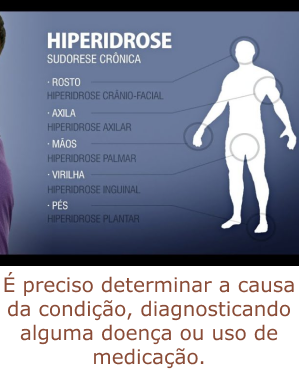 HIPERIDROSE
SUDORESE CRÔNICA
· ROSTO
HIPERIDROSE CRÂNIO-FACIAL
· AXILA
HIPERIDROSE AXILAR
· MÃOS
HIPERIDROSE PALMAR
· VIRILHA
HIPERIDROSE INGUINAL
· PÉS
HIPERIDROSE PLANTAR
É preciso determinar a causa
da condição, diagnosticando
alguma doença ou uso de
medicação.